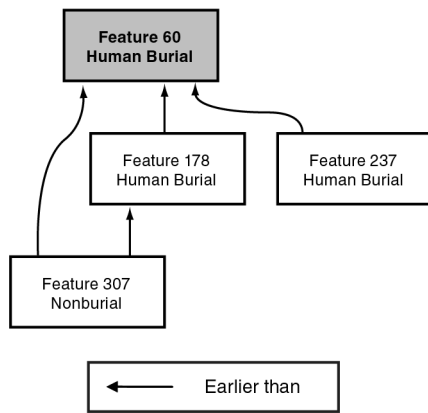 Feature 60
Human Burial
Feature 178
Human Burial
Feature 237
Human Burial
Feature 307
Nonburial
Earlier than